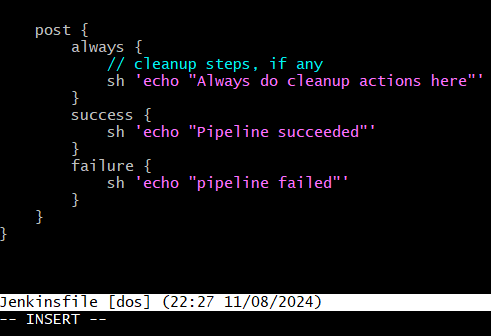 post {
        always {
            // cleanup steps, if any
            sh 'echo "Always do cleanup actions here"'
        }
        success {
            sh 'echo "Pipeline succeeded"'
        }
        failure {
            sh 'echo "pipeline failed"'
        }
    }
}
Jenkinsfile [dos] (22:27 11/08/2024)
-- INSERT --